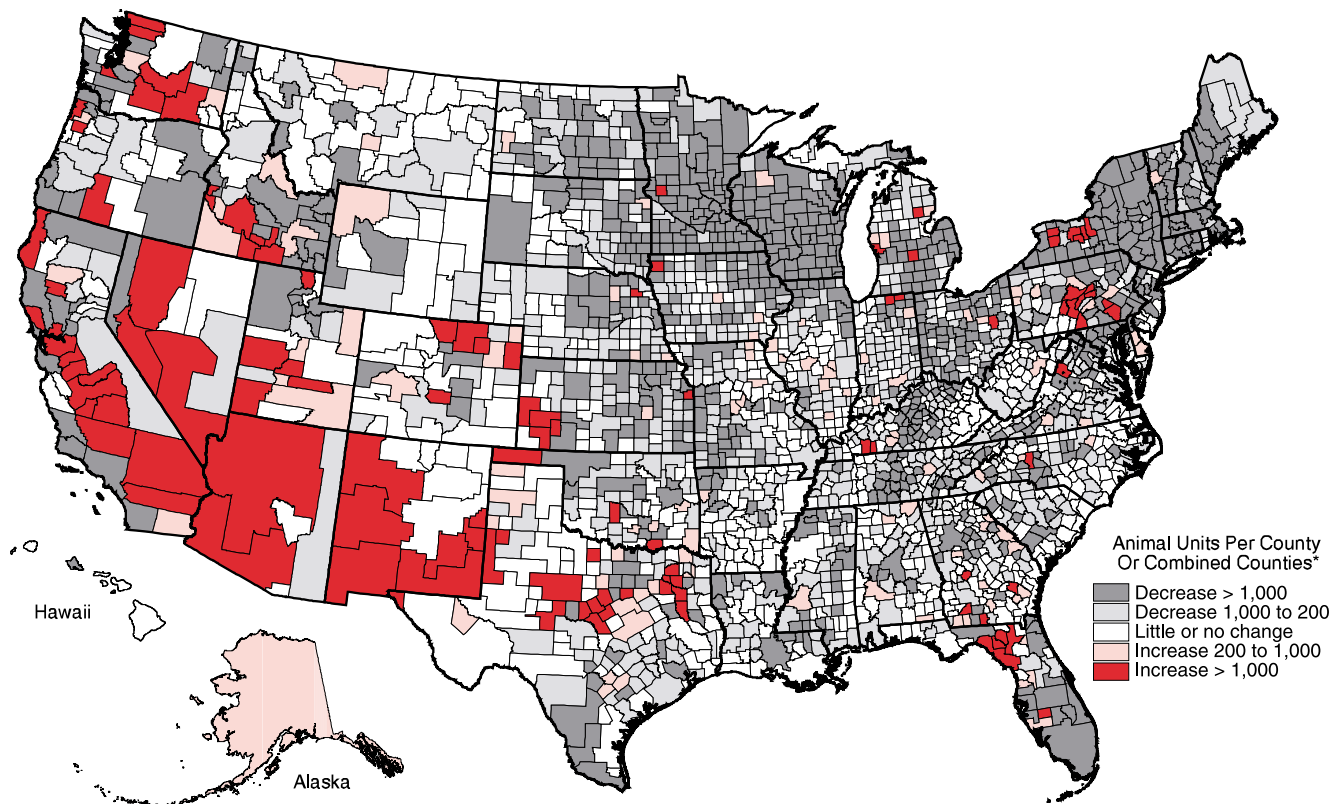 Animal Units Per County
Or Combined Counties*
Decrease > 1,000
Decrease 1,000 to 200
Little or no change
Increase 200 to 1,000
Increase > 1,000
Hawaii
Alaska